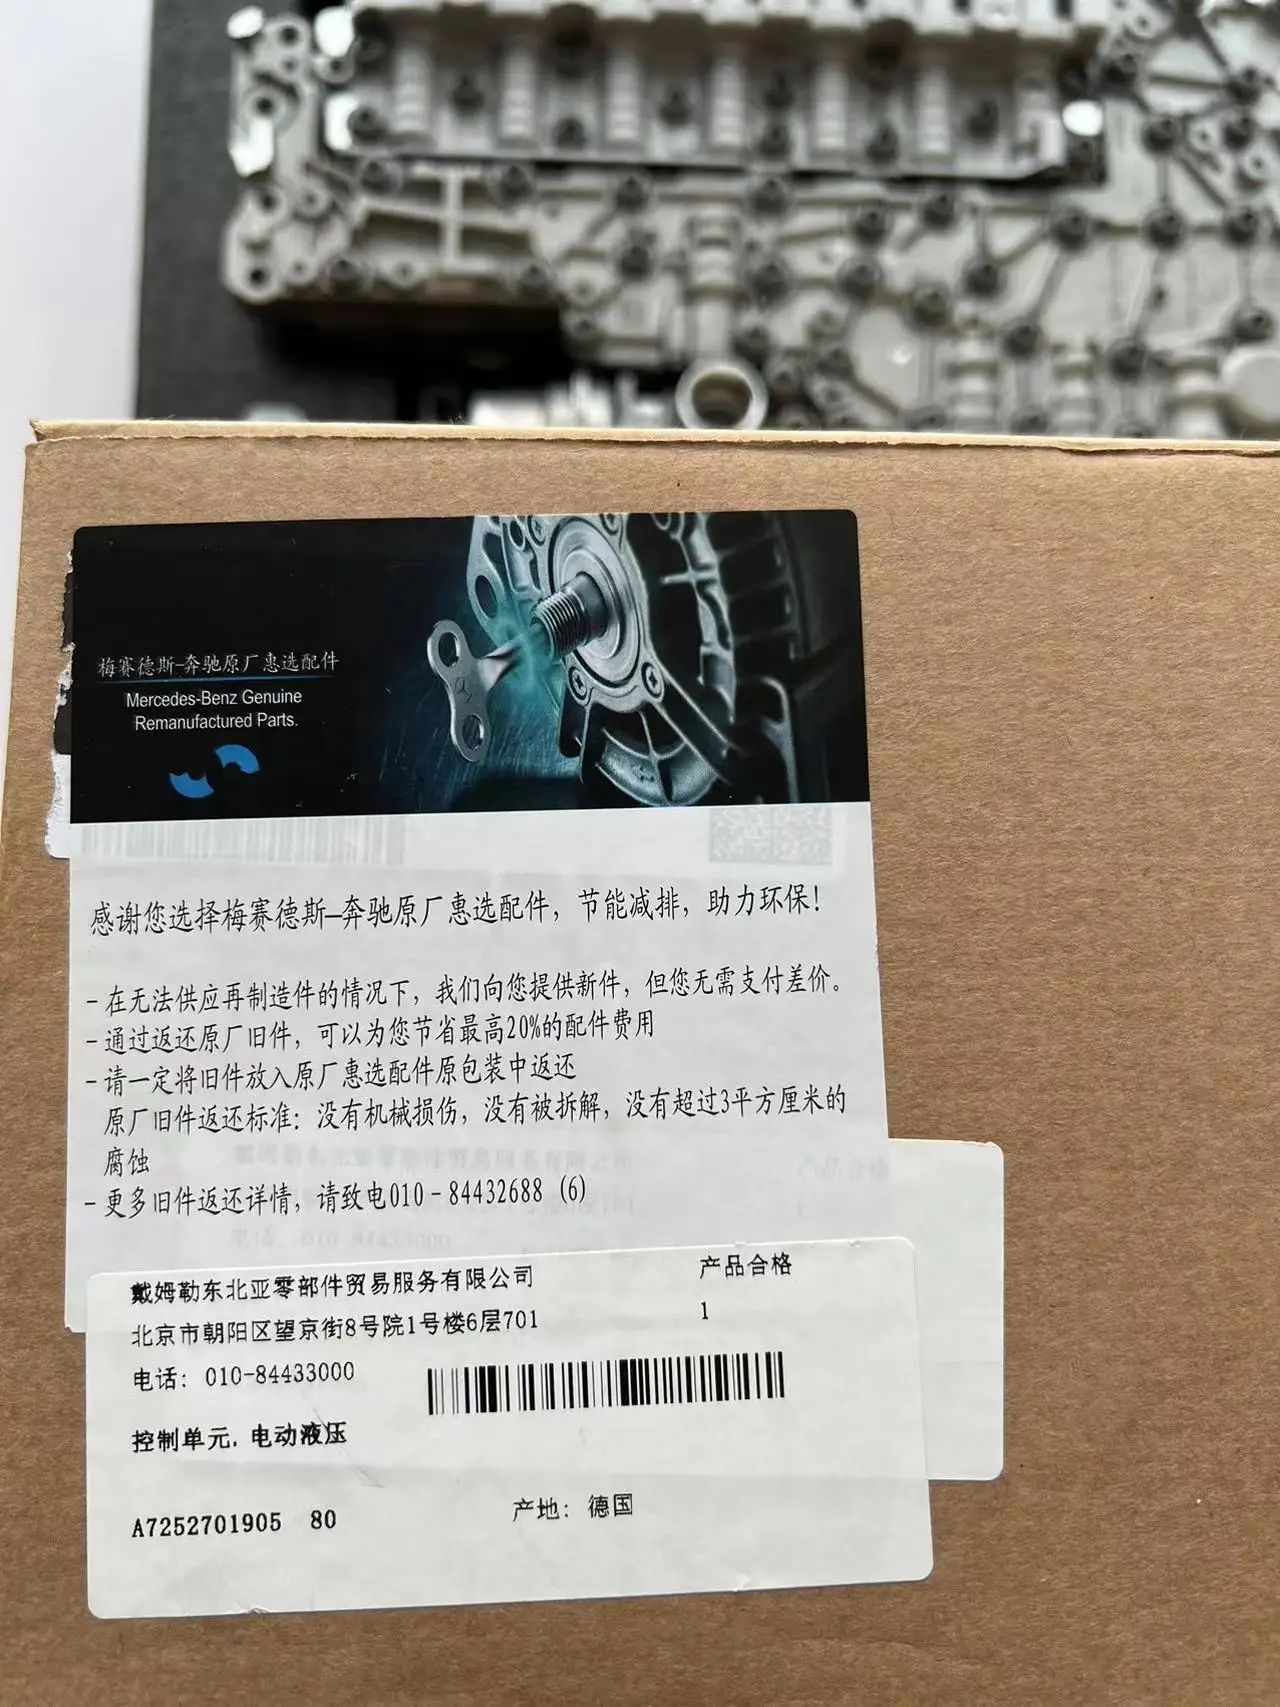 梅赛德斯-奔驰原厂惠选配件
Mercedes-Benz Genuine
Remanufactured Parts.
感谢您选择梅赛德斯-奔驰原厂惠选配件，节能减排，助力环保！
- 在无法供应再制造件的情况下，我们向您提供新件，但您无需支付差价。
- 通过返还原厂旧件，可以为您节省最高20%的配件费用
- 请一定将旧件放入原厂惠选配件原包装中返还
原厂旧件返还标准：没有机械损伤，没有被拆解，没有超过3平方厘米的
腐蚀
- 更多旧件返还详情，请致电010-84432688（6）
戴姆勒东北亚零部件贸易服务有限公司 产品合格
北京市朝阳区望京街8号院1号楼6层701 1
电话：010-84433000
控制单元，电动液压
A7252701905 80 产地：德国